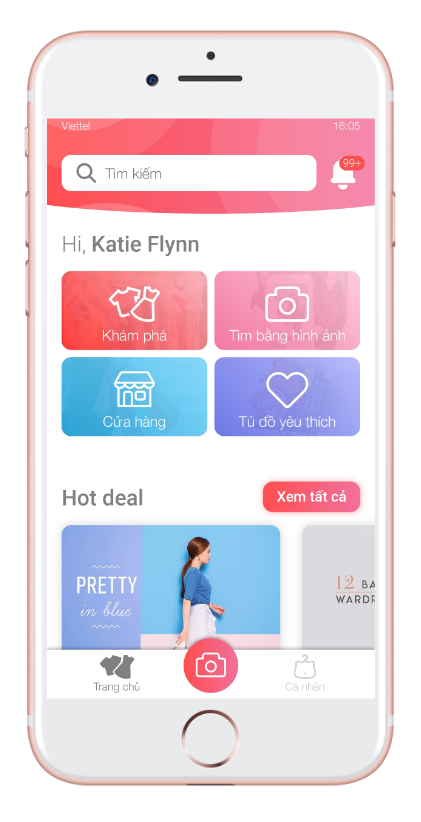 Viettel 16:05
Tìm kiếm 99+
Hi, Katie Flynn
Khám phá
Tìm bằng hình ảnh
Cửa hàng
Tủ đồ yêu thích
Hot deal
Xem tất cả
PRETTY
in blue
12 BA
WARDR
Trang chủ
Cá nhân